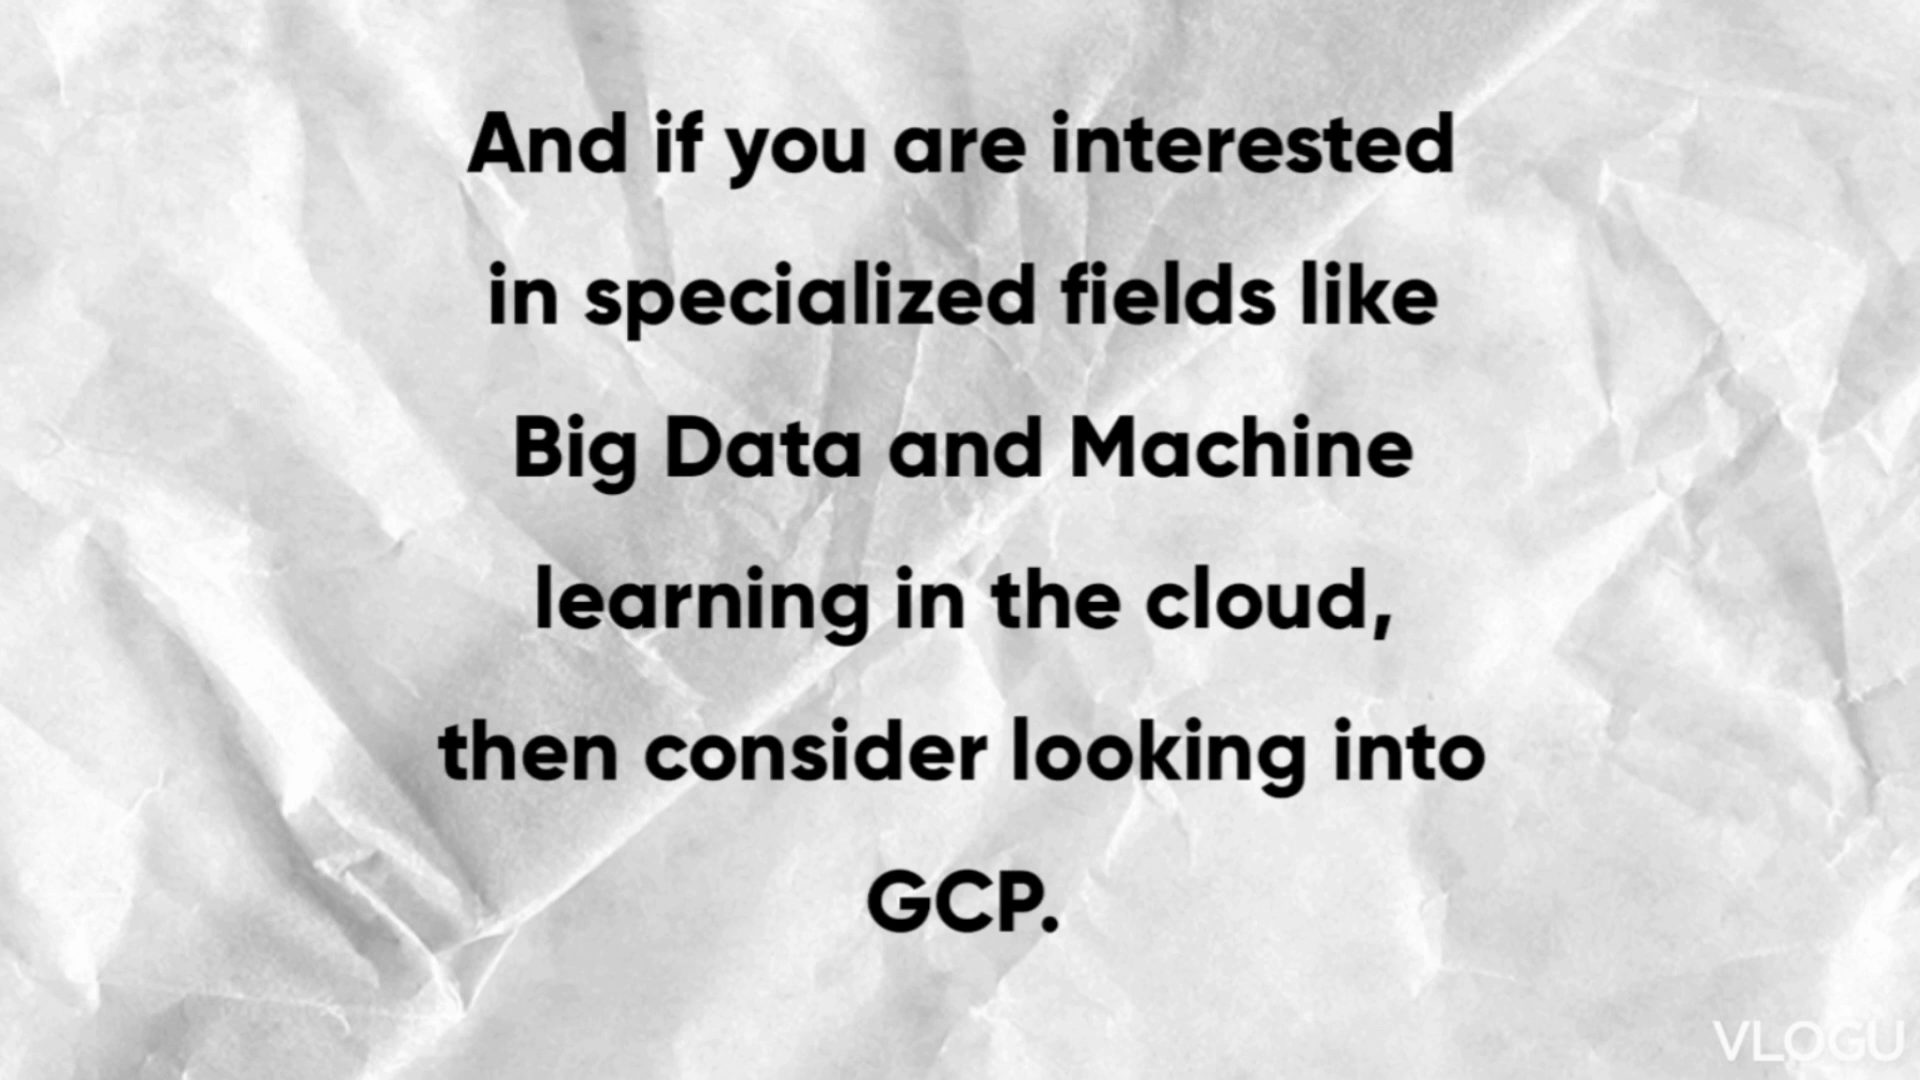 And if you are interested
in specialized fields like
Big Data and Machine
learning in the cloud,
then consider looking into
GCP.
VLOGU